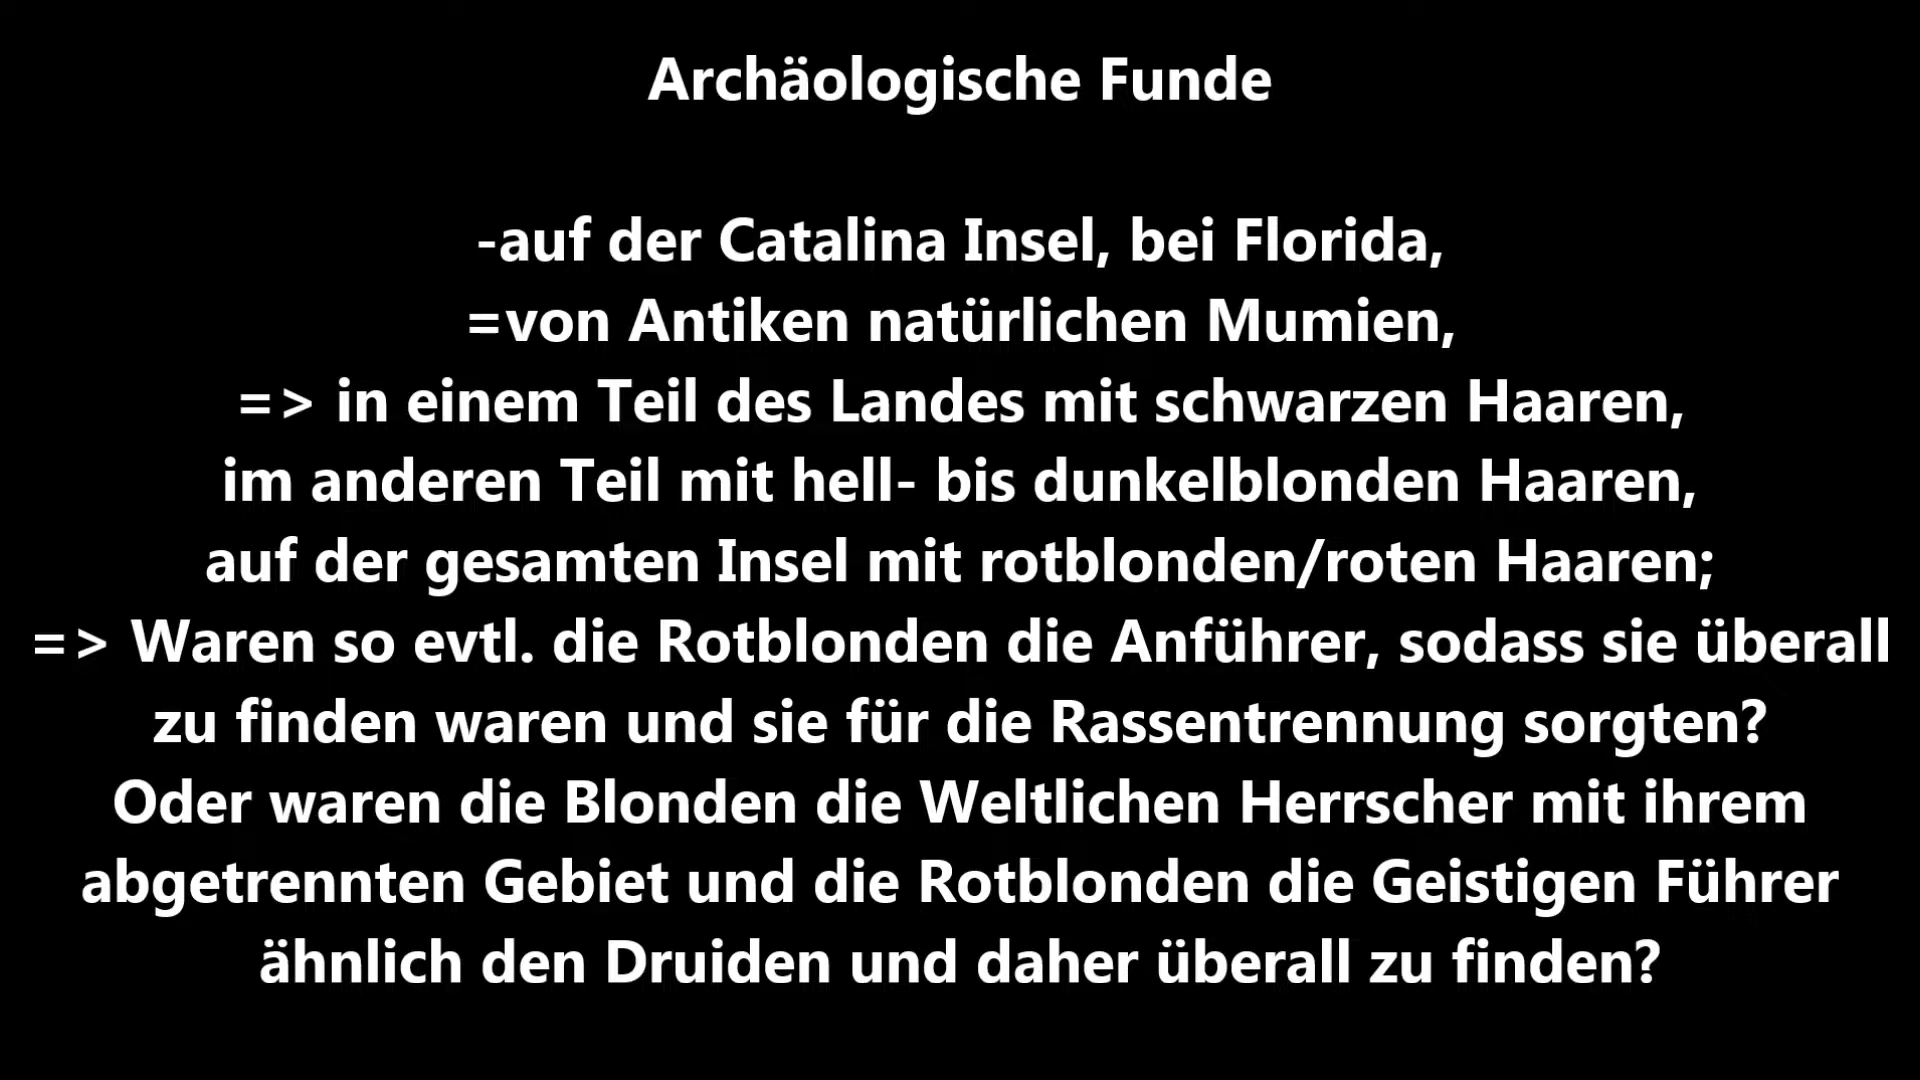 Archäologische Funde
-auf der Catalina Insel, bei Florida,
=von Antiken natürlichen Mumien,
=> in einem Teil des Landes mit schwarzen Haaren,
im anderen Teil mit hell- bis dunkelblonden Haaren,
auf der gesamten Insel mit rotblonden/roten Haaren;
=> Waren so evtl. die Rotblonden die Anführer, sodass sie überall
zu finden waren und sie für die Rassentrennung sorgten?
Oder waren die Blonden die Weltlichen Herrscher mit ihrem
abgetrennten Gebiet und die Rotblonden die Geistigen Führer
ähnlich den Druiden und daher überall zu finden?